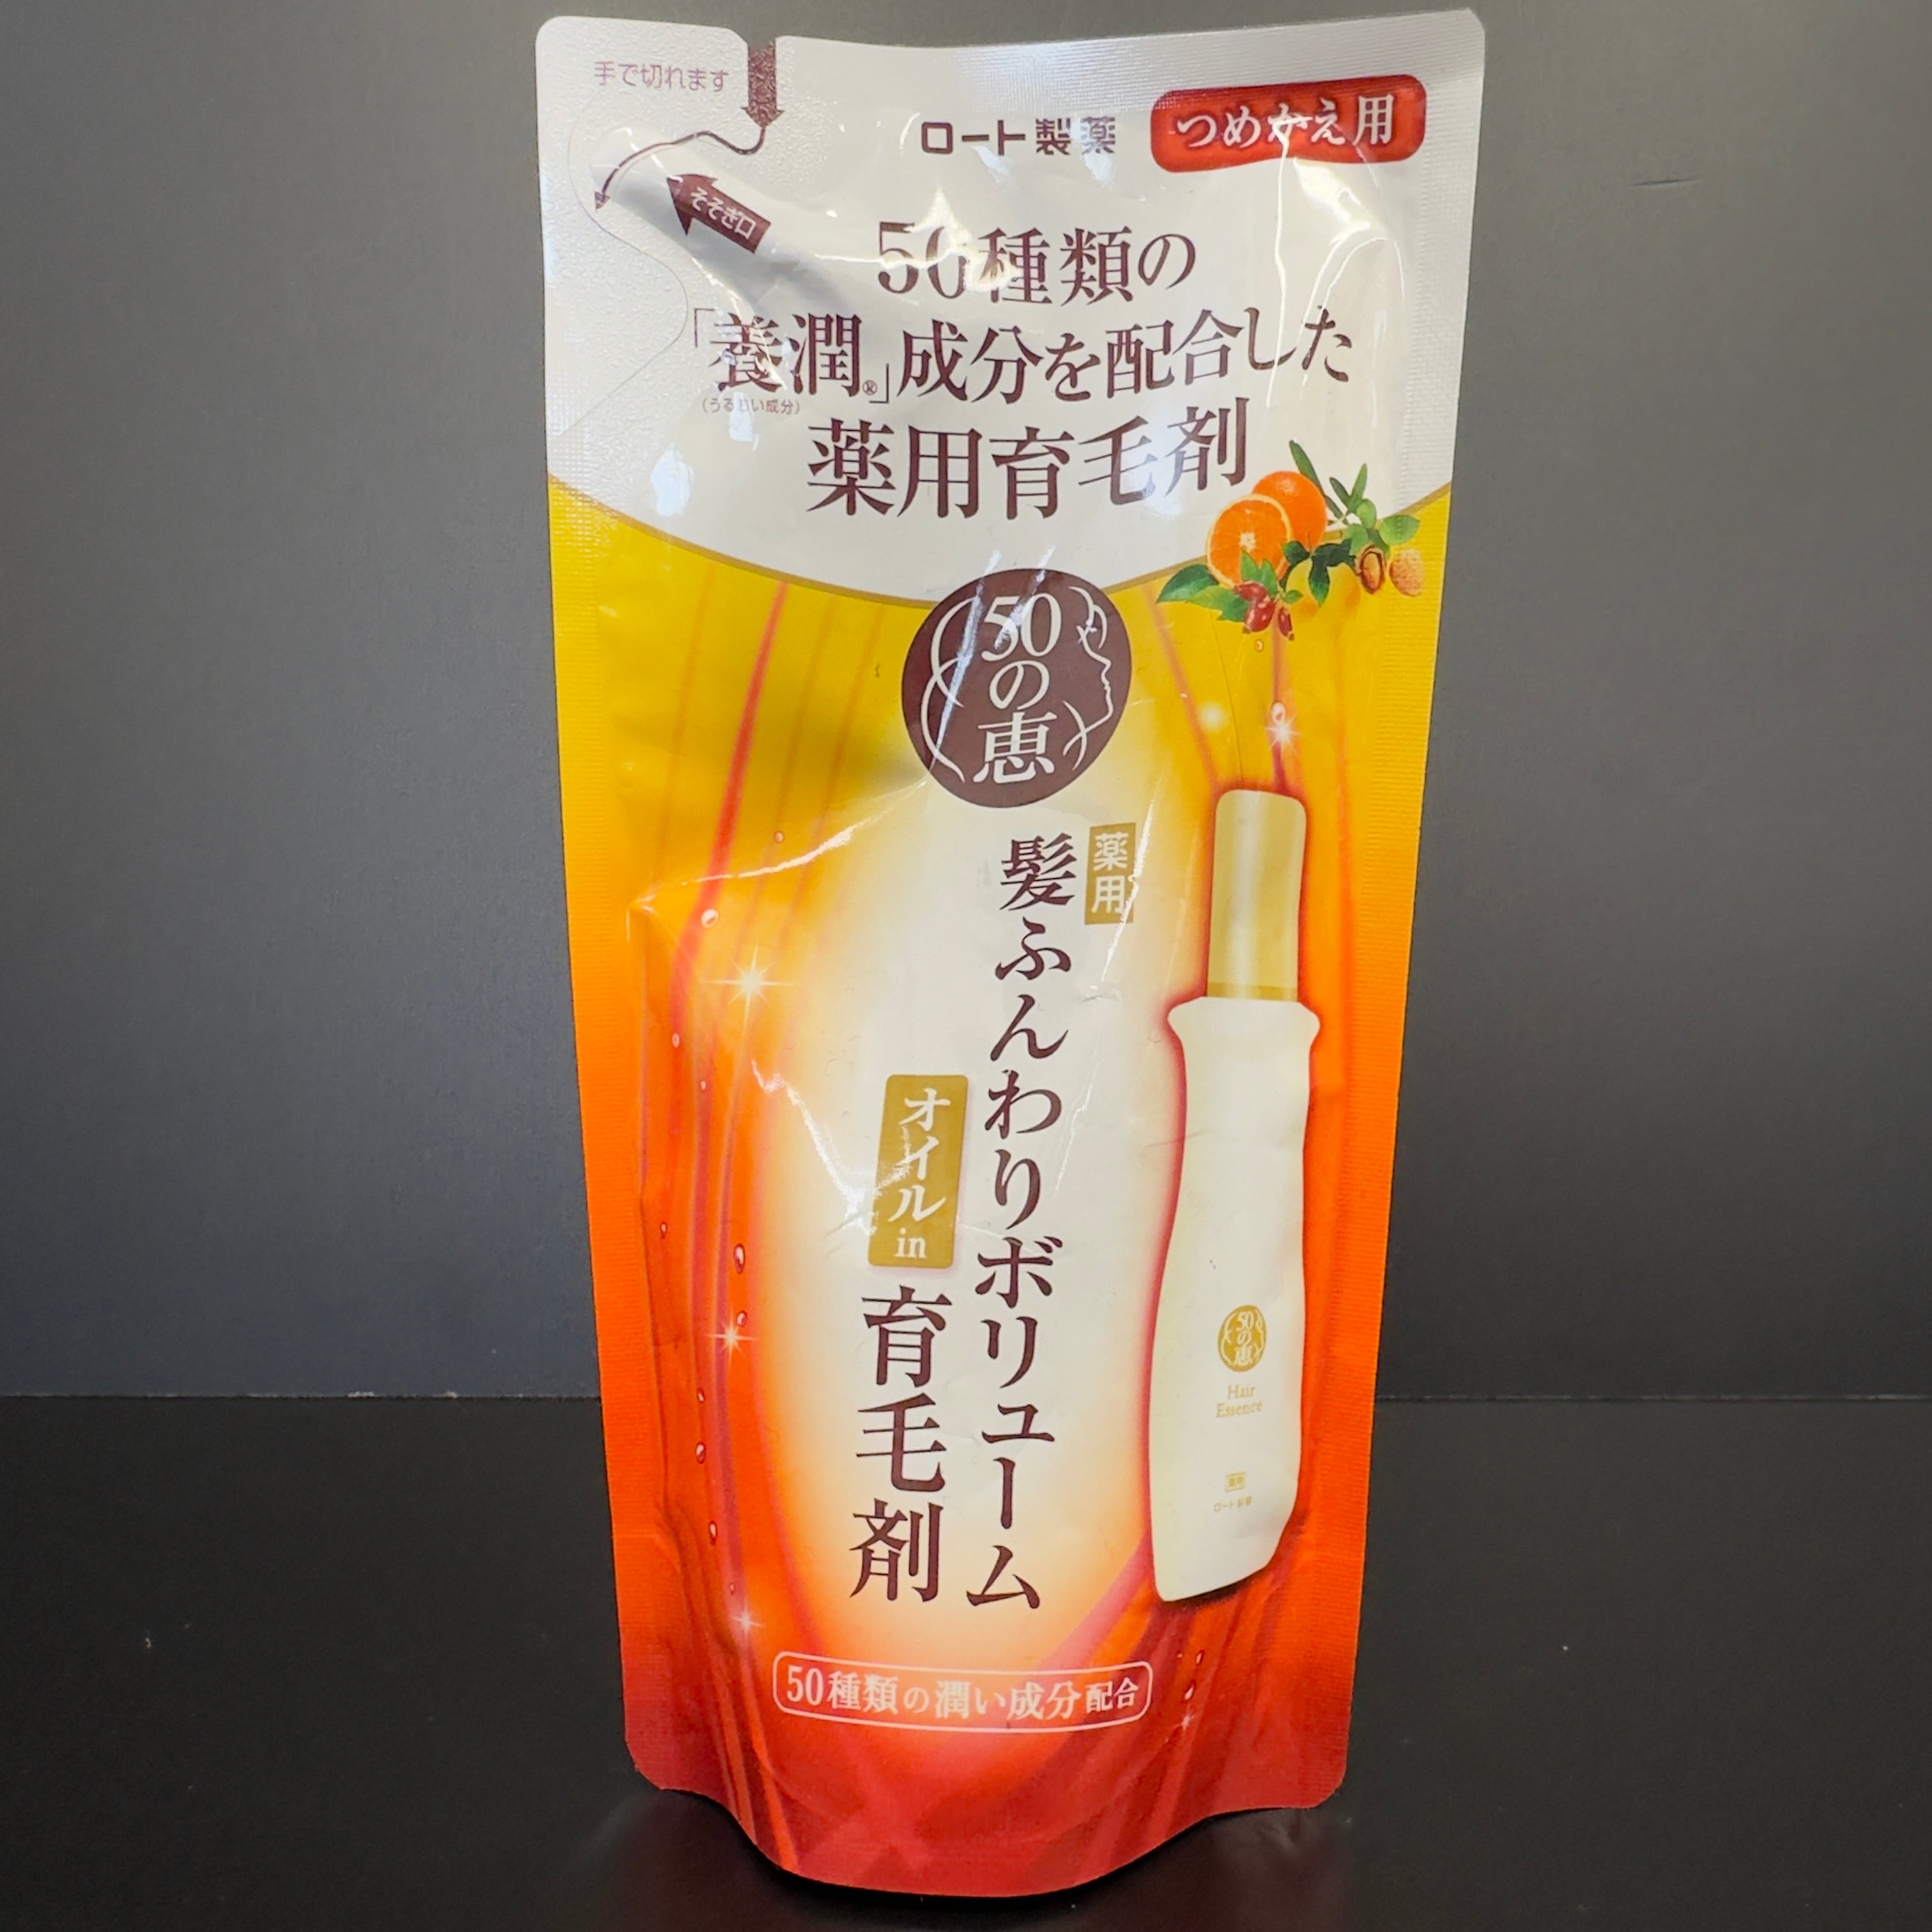 手で切れます
そそぎ口
ロート製薬
つめかえ用
50種類の
「養潤®」成分を配合した
(うるおい成分)
薬用育毛剤
50の恵
薬用
髪ふんわりボリューム
オイルin
育毛剤
50の恵
Hair
Essence
薬用
ロート製薬
50種類の潤い成分配合